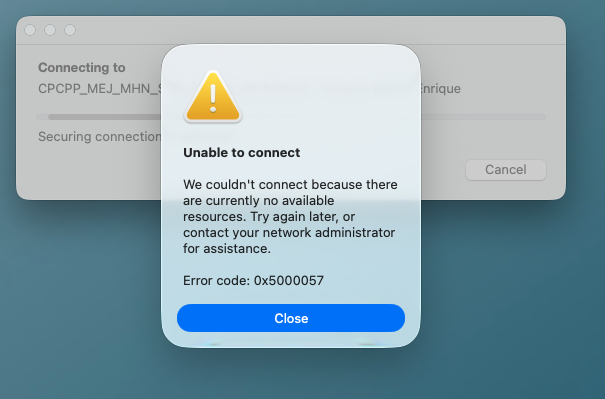 Connecting to
CPCPP_MEJ_MHN_ Enrique
Securing connection
Cancel
Unable to connect
We couldn't connect because there
are currently no available
resources. Try again later, or
contact your network administrator
for assistance.
Error code: 0x5000057
Close